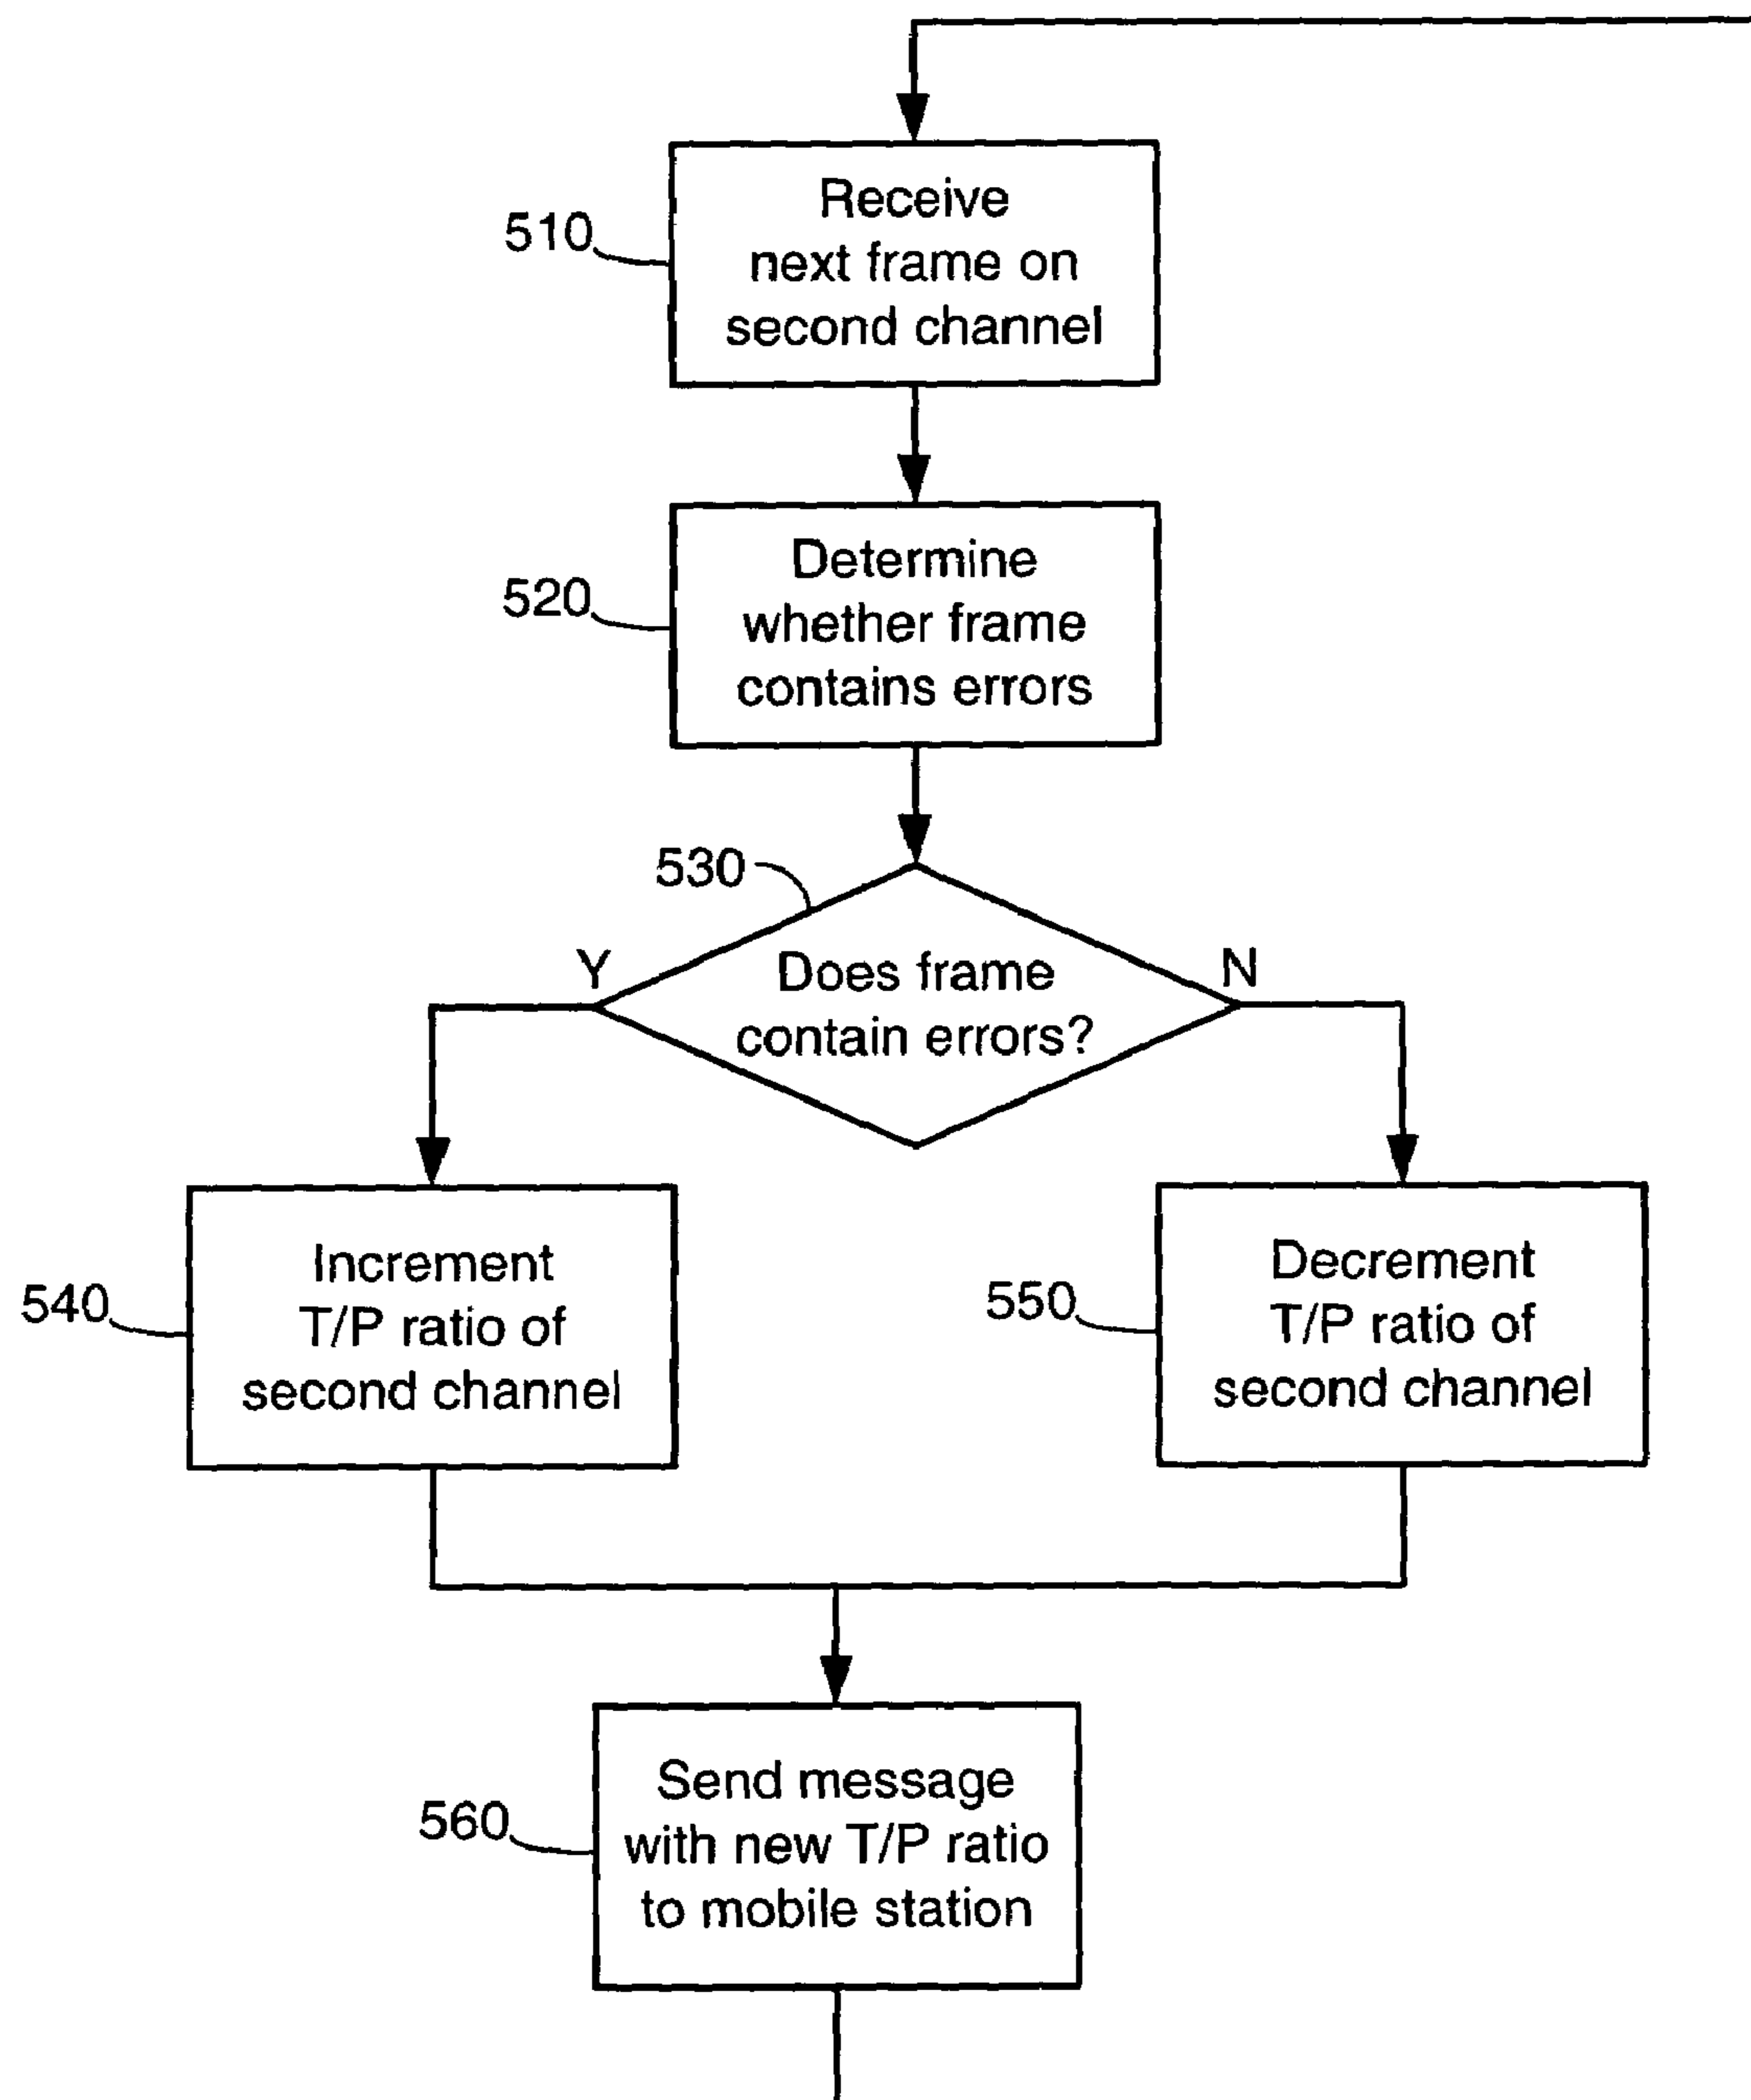 510
Receive
next frame on
second channel
520
Determine
whether frame
contains errors
530
Y
Does frame
contain errors?
N
540
Increment
T/P ratio of
second channel
550
Decrement
T/P ratio of
second channel
560
Send message
with new T/P ratio
to mobile station